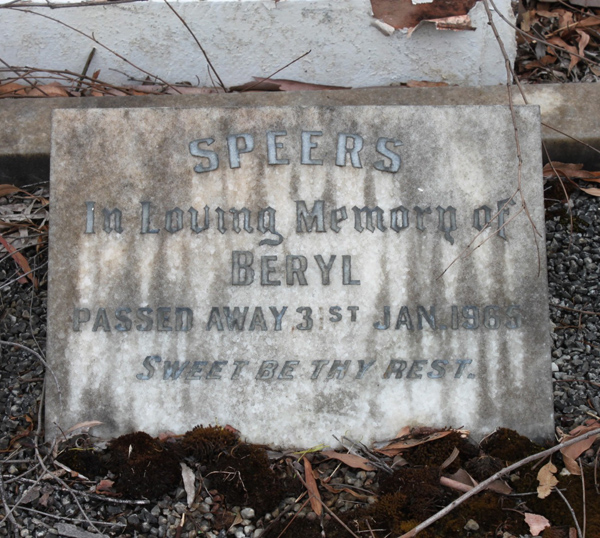 SPEERS
In Loving Memory of
BERYL
PASSED AWAY, 31ST JAN.
SWEET BE THY REST.